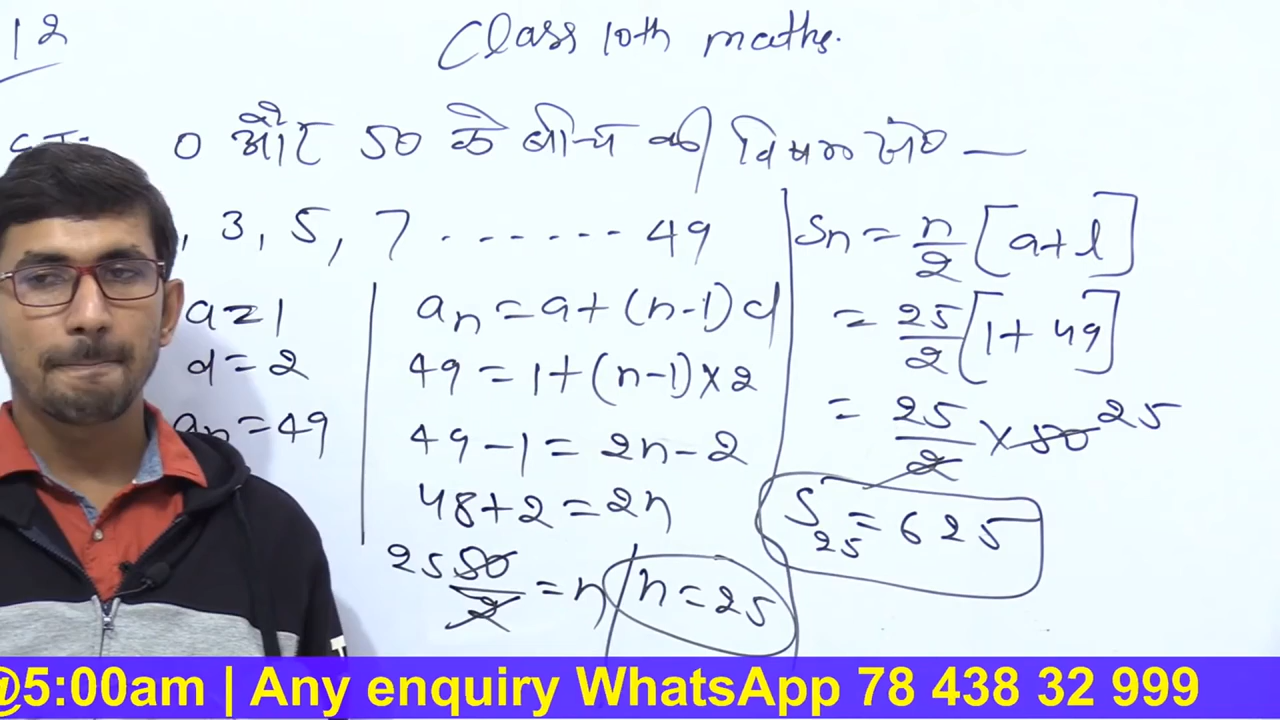 12
Class 10th maths.
0 और 50 के बीच की विषम सं० —
, 3, 5, 7 ....... 49
a=1
d=2
an=49
an = a+(n-1)d
49 = 1+(n-1)×2
49-1 = 2n-2
48+2 = 2n
25 50/2 = n / n=25
Sn = n/2 [a+l]
= 25/2 [1+49]
= 25/2 × 50 25
S25 = 625
@5:00am | Any enquiry WhatsApp 78 438 32 999